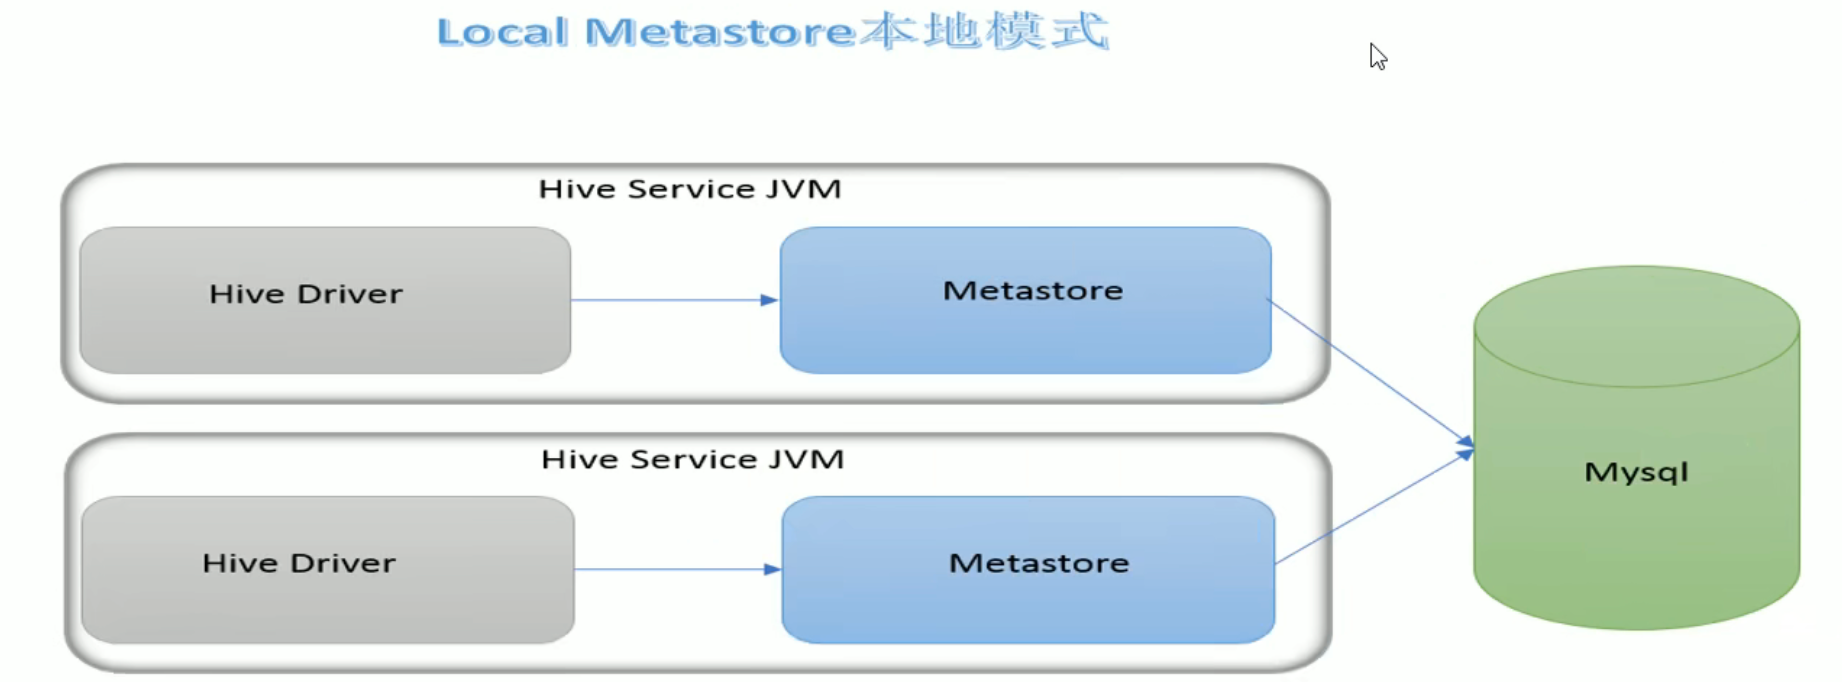 Local Metastore本地模式
Hive Service JVM
Hive Driver
Metastore
Hive Service JVM
Hive Driver
Metastore
Mysql